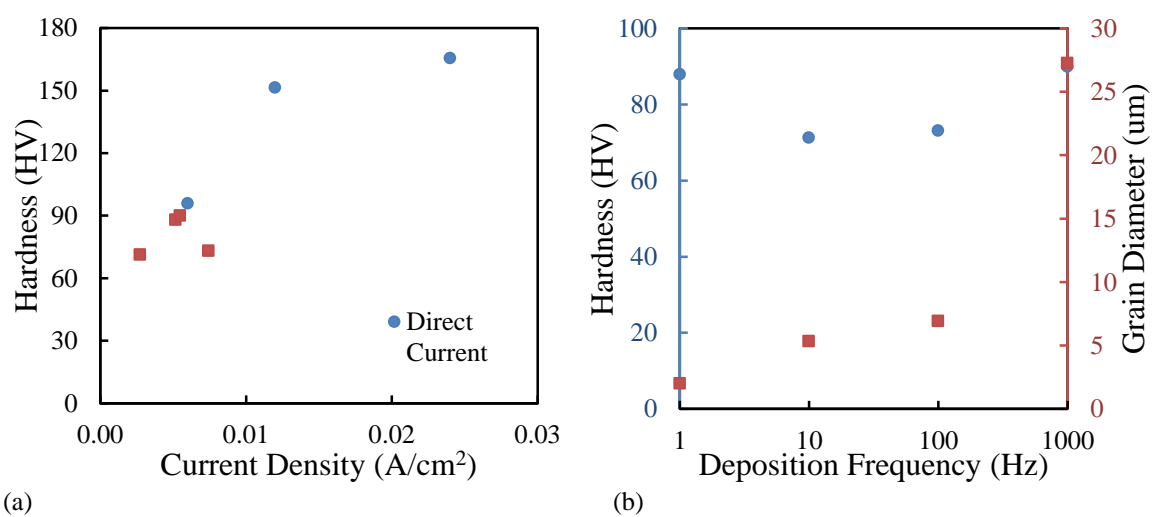 180
150
120
90
60
30
0
Hardness (HV)
0.00 0.01 0.02 0.03
Current Density (A/cm²)
Direct
Current
(a)
100
80
60
40
20
0
Hardness (HV)
30
25
20
15
10
5
0
Grain Diameter (um)
1 10 100 1000
Deposition Frequency (Hz)
(b)